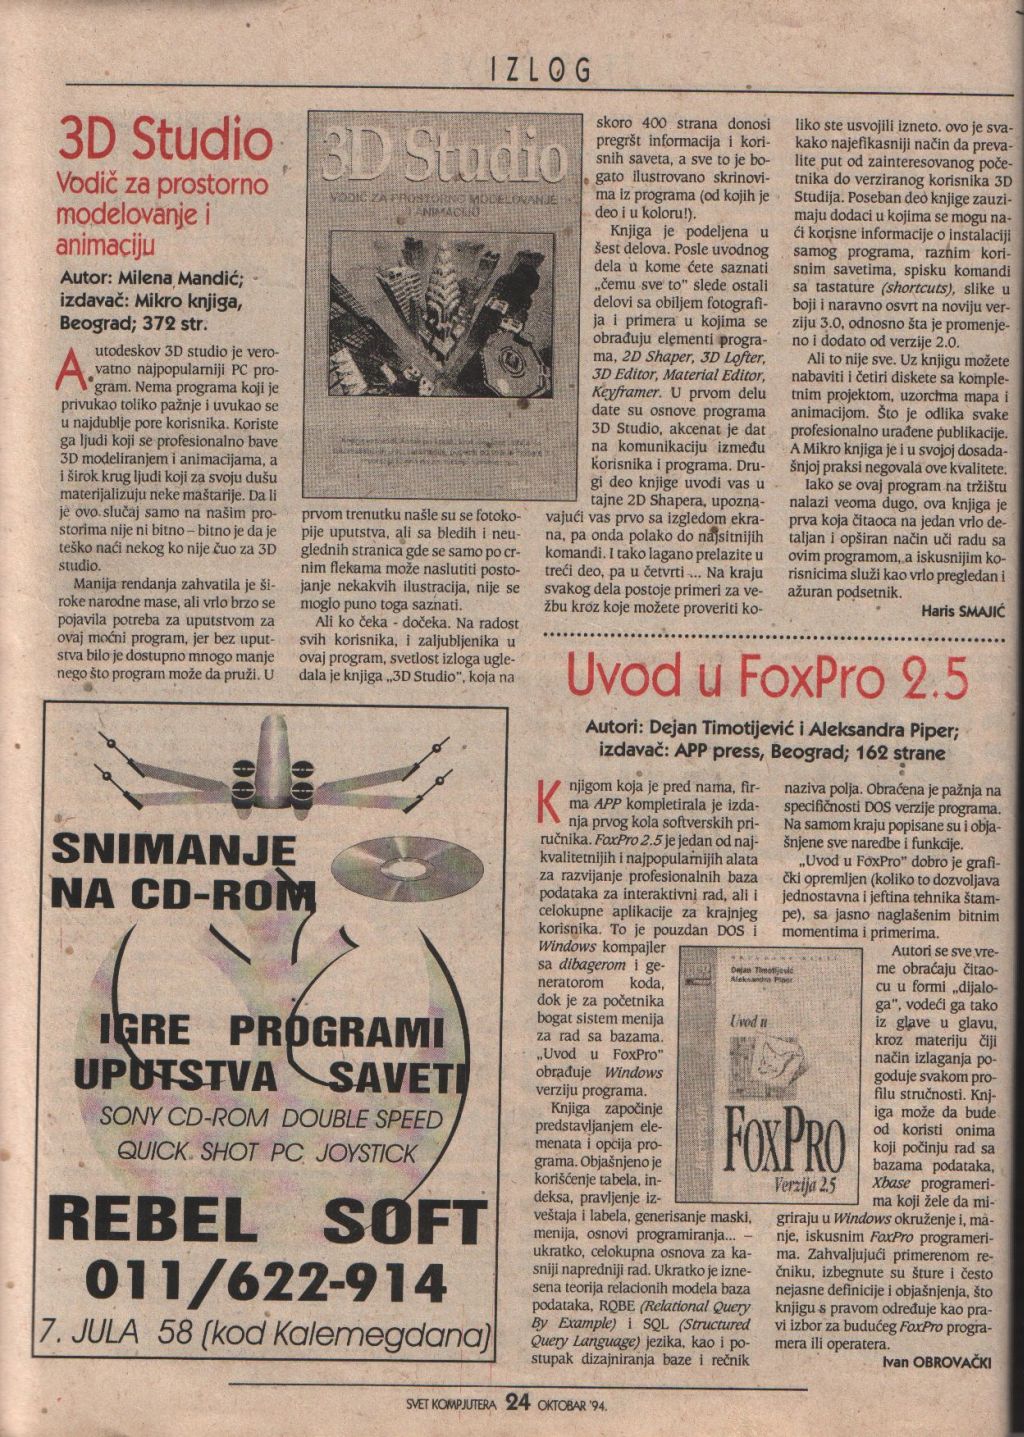 IZLOG
3D Studio
Vodič za prostorno
modelovanje i
animaciju
Autor: Milena Mandić;
izdavač: Mikro knjiga,
Beograd; 372 str.
Autodeskov 3D studio je vero-
vatno najpopularniji PC pro-
gram. Nema programa koji je
privukao toliko pažnje i uvukao se
u najdublje pore korisnika. Koriste
ga ljudi koji se profesionalno bave
3D modeliranjem i animacijama, a
i širok krug ljudi koji za svoju dušu
materijalizuju neke maštarije. Da li
je ovo slučaj samo na našim pro-
storima nije ni bitno – bitno je da je
teško naći nekog ko nije čuo za 3D
studio.
Manija rendanja zahvatila je ši-
roke narodne mase, ali vrlo brzo se
pojavila potreba za uputstvom za
ovaj moćni program, jer bez uput-
stva bilo je dostupno mnogo manje
nego što program može da pruži. U
3D Studio
VODIČ ZA PROSTORNO MODELOVANJE
I ANIMACIJU
prvom trenutku našle su se fotoko-
pije uputstva, ali sa bledih i neu-
glednih stranica gde se samo po cr-
nim flekama može naslutiti posto-
janje nekakvih ilustracija, nije se
moglo puno toga saznati.
Ali ko čeka - dočeka. Na radost
svih korisnika, i zaljubljenika u
ovaj program, svetlost izloga ugle-
dala je knjiga „3D Studio“, koja na
skoro 400 strana donosi
pregršt informacija i kori-
snih saveta, a sve to je bo-
gato ilustrovano skrinovi-
ma iz programa (od kojih je
deo i u koloru!).
Knjiga je podeljena u
šest delova. Posle uvodnog
dela u kome ćete saznati
„čemu sve to“ slede ostali
delovi sa obiljem fotografi-
ja i primera u kojima se
obrađuju elementi progra-
ma, 2D Shaper, 3D Lofter,
3D Editor, Material Editor,
Keyframer. U prvom delu
date su osnove programa
3D Studio, akcenat je dat
na komunikaciju između
korisnika i programa. Dru-
gi deo knjige uvodi vas u
tajne 2D Shapera, upozna-
vajući vas prvo sa izgledom ekra-
na, pa onda polako do najsitnijih
komandi. I tako lagano prelazite u
treći deo, pa u četvrti ... Na kraju
svakog dela postoje primeri za ve-
žbu kroz koje možete proveriti ko-
liko ste usvojili izneto. ovo je sva-
kako najefikasniji način da preva-
lite put od zainteresovanog poče-
tnika do verziranog korisnika 3D
Studija. Poseban deo knjige zauzi-
maju dodaci u kojima se mogu na-
ći korisne informacije o instalaciji
samog programa, raznim kori-
snim savetima, spisku komandi
sa tastature (shortcuts), slike u
boji i naravno osvrt na noviju ver-
ziju 3.0, odnosno šta je promenje-
no i dodato od verzije 2.0.
Ali to nije sve. Uz knjigu možete
nabaviti i četiri diskete sa komple-
tnim projektom, uzorcima mapa i
animacijom. Što je odlika svake
profesionalno urađene publikacije.
A Mikro knjiga je i u svojoj dosada-
šnjoj praksi negovala ove kvalitete.
Iako se ovaj program na tržištu
nalazi veoma dugo, ova knjiga je
prva koja čitaoca na jedan vrlo de-
taljan i opširan način uči radu sa
ovim programom, a iskusnijim ko-
risnicima služi kao vrlo pregledan i
ažuran podsetnik.
Haris SMAJIĆ
SNIMANJE
NA CD-ROM
IGRE PROGRAMI
UPUTSTVA SAVETI
SONY CD-ROM DOUBLE SPEED
QUICK SHOT PC JOYSTICK
REBEL SOFT
011/622-914
7. JULA 58 (kod Kalemegdana)
Uvod u FoxPro 2.5
Autori: Dejan Timotijević i Aleksandra Piper;
izdavač: APP press, Beograd; 162 strane
Knjigom koja je pred nama, fir-
ma APP kompletirala je izda-
nja prvog kola softverskih pri-
ručnika. FoxPro 2.5 je jedan od naj-
kvalitetnijih i najpopularnijih alata
za razvijanje profesionalnih baza
podataka za interaktivni rad, ali i
celokupne aplikacije za krajnjeg
korisnika. To je pouzdan DOS i
Windows kompajler
sa dibagerom i ge-
neratorom koda,
dok je za početnika
bogat sistem menija
za rad sa bazama.
„Uvod u FoxPro“
obrađuje Windows
verziju programa.
Knjiga započinje
predstavljanjem ele-
menata i opcija pro-
grama. Objašnjeno je
korišćenje tabela, in-
deksa, pravljenje iz-
veštaja i labela, generisanje maski,
menija, osnovi programiranja... –
ukratko, celokupna osnova za ka-
sniji napredniji rad. Ukratko je izne-
sena teorija relacionih modela baza
podataka, RQBE (Relational Query
By Example) i SQL (Structured
Query Language) jezika, kao i po-
stupak dizajniranja baze i rečnik
naziva polja. Obraćena je pažnja na
specifičnosti DOS verzije programa.
Na samom kraju popisane su i obja-
šnjene sve naredbe i funkcije.
„Uvod u FoxPro“ dobro je grafi-
čki opremljen (koliko to dozvoljava
jednostavna i jeftina tehnika štam-
pe), sa jasno naglašenim bitnim
momentima i primerima.
Dejan Timotijević
Aleksandra Piper
Uvod u
FoxPro
Verzija 2.5
Autori se sve vre-
me obraćaju čitao-
cu u formi „dijalo-
ga“, vodeći ga tako
iz glave u glavu,
kroz materiju čiji
način izlaganja po-
goduje svakom pro-
filu stručnosti. Knj-
iga može da bude
od koristi onima
koji počinju rad sa
bazama podataka,
Xbase programeri-
ma koji žele da mi-
griraju u Windows okruženje i, ma-
nje, iskusnim FoxPro programeri-
ma. Zahvaljujući primerenom re-
čniku, izbegnute su šture i često
nejasne definicije i objašnjenja, što
knjigu s pravom određuje kao pra-
vi izbor za budućeg FoxPro progra-
mera ili operatera.
Ivan OBROVAČKI
SVET KOMPJUTERA 24 OKTOBAR '94.